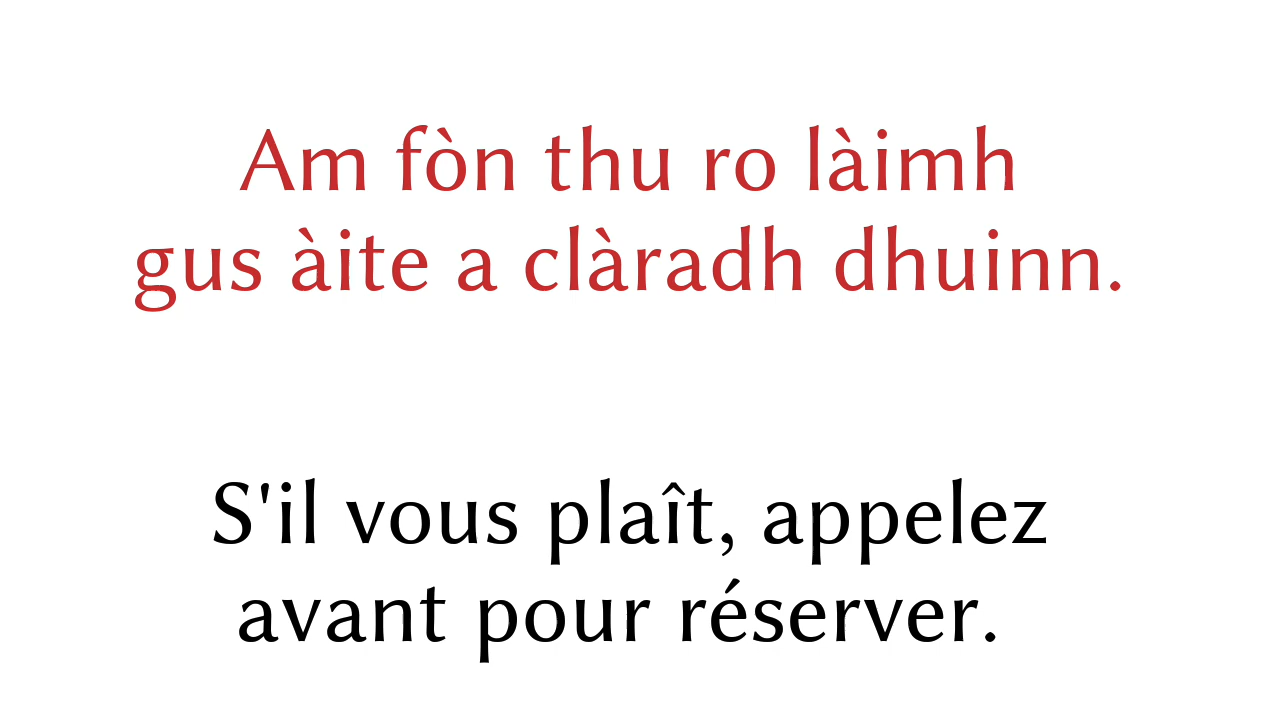 Am fòn thu ro làimh
gus àite a clàradh dhuinn.
S'il vous plaît, appelez
avant pour réserver.